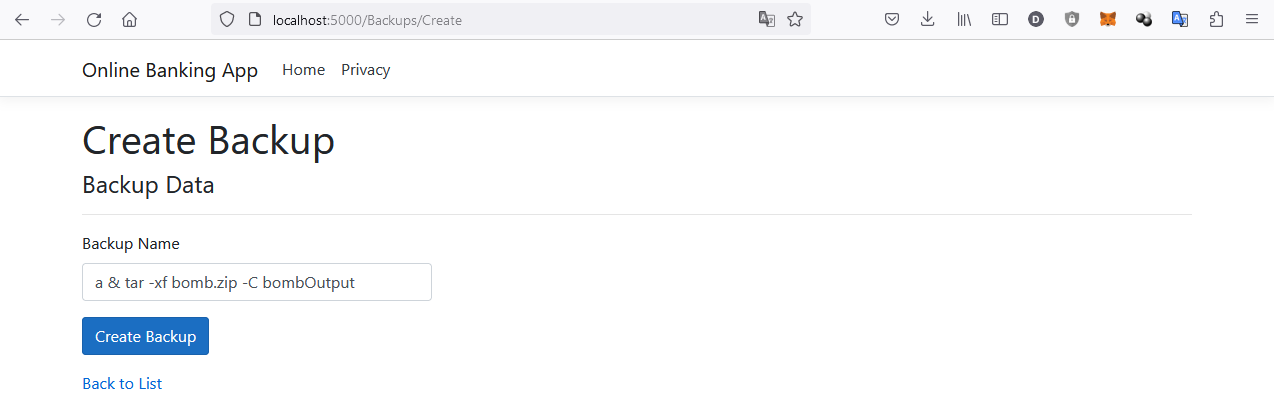 localhost:5000/Backups/Create
Online Banking App Home Privacy
Create Backup
Backup Data
Backup Name
a & tar -xf bomb.zip -C bombOutput
Create Backup
Back to List